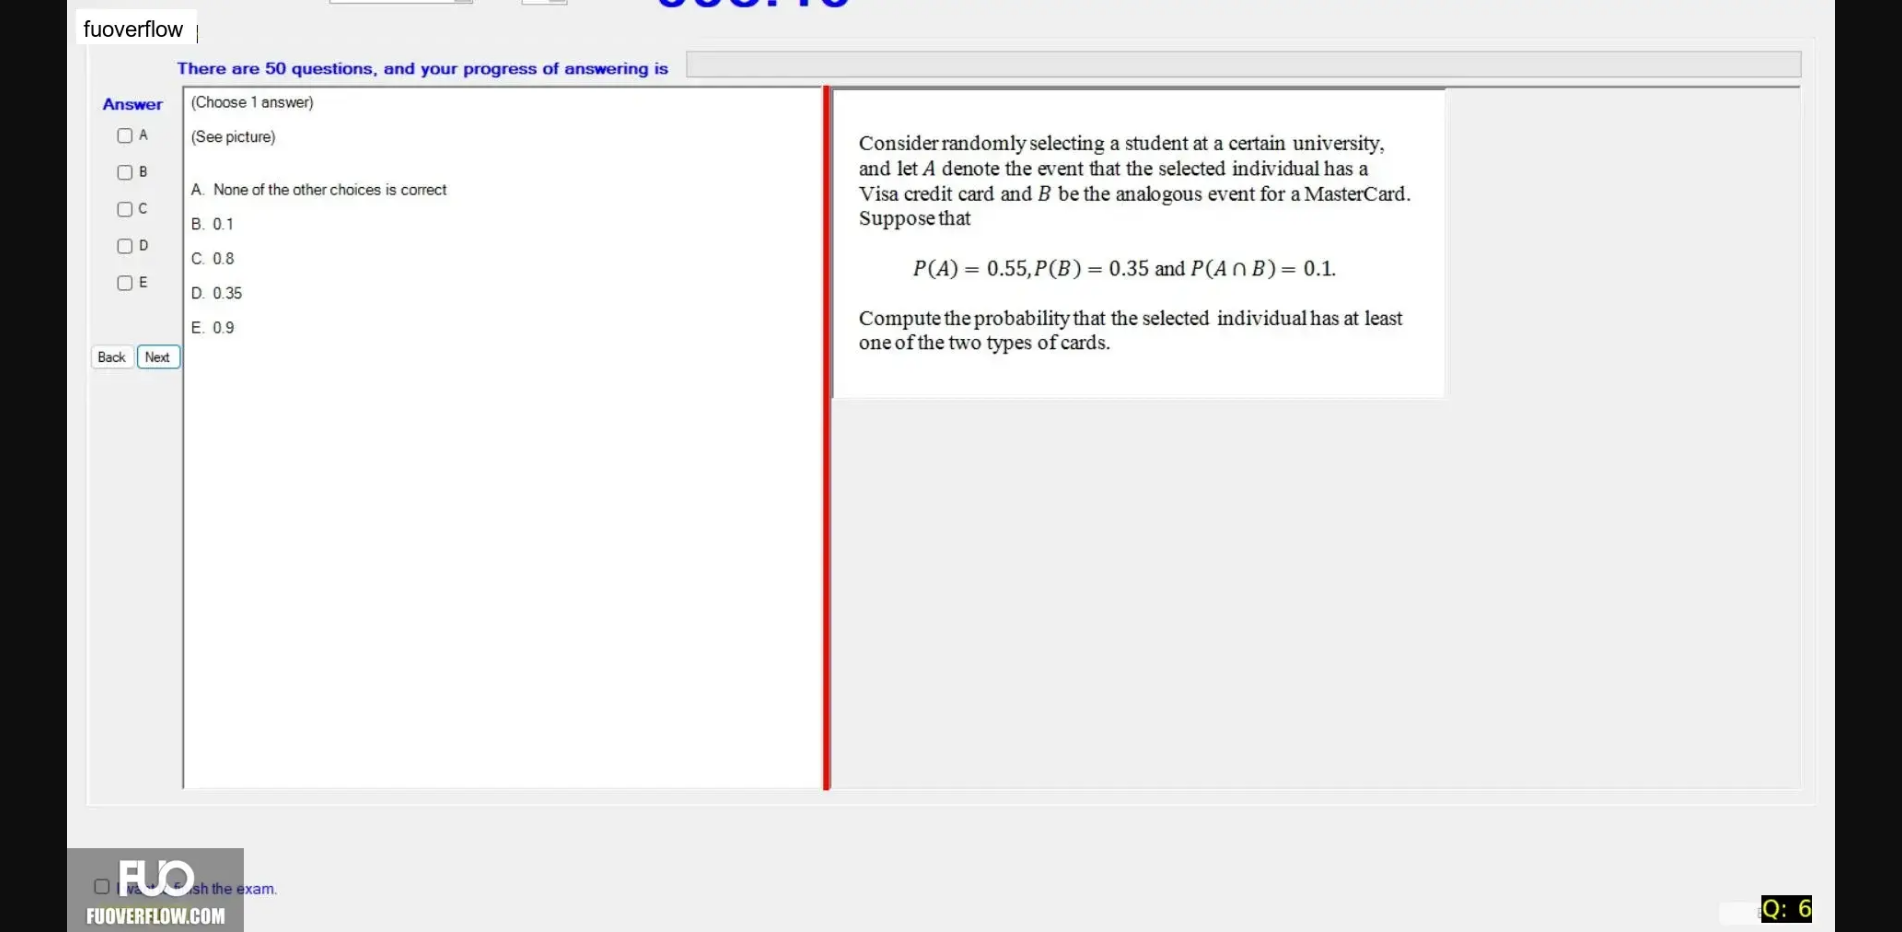 fuoverflow
There are 50 questions, and your progress of answering is
Answer
A
B
C
D
E
Back Next
(Choose 1 answer)
(See picture)
A. None of the other choices is correct
B. 0.1
C. 0.8
D. 0.35
E. 0.9
Consider randomly selecting a student at a certain university,
and let A denote the event that the selected individual has a
Visa credit card and B be the analogous event for a MasterCard.
Suppose that
P(A) = 0.55, P(B) = 0.35 and P(A ∩ B) = 0.1.
Compute the probability that the selected individual has at least
one of the two types of cards.
FUO
the exam.
FUOVERFLOW.COM
Q: 6